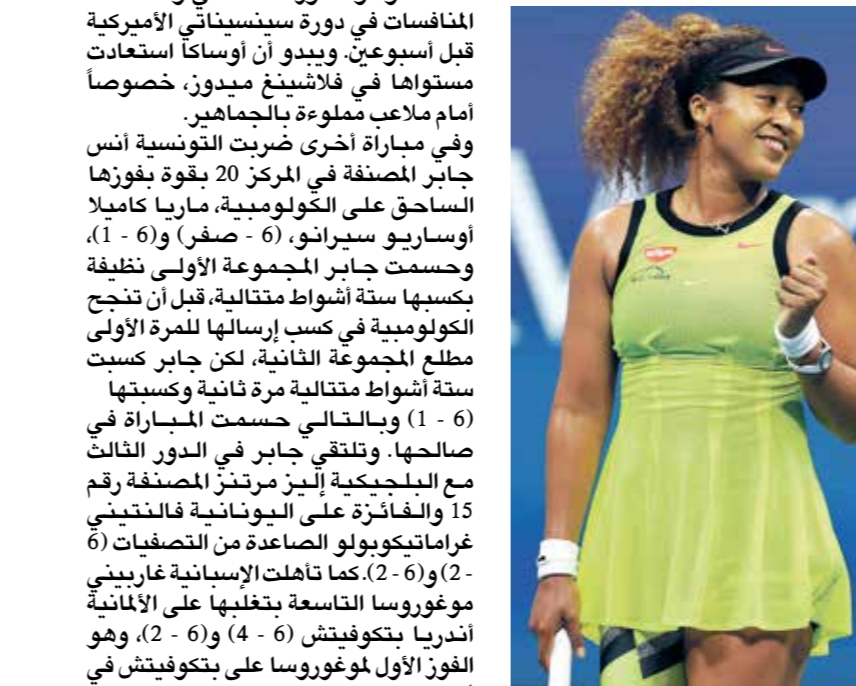 المنافسات في دورة سينسيناتي الأميركية
قبل أسبوعين. ويبدو أن أوساكا استعادت
مستواها في فلاشينغ ميدوز، خصوصاً
أمام ملاعب مملوءة بالجماهير.
وفي مباراة أخرى ضربت التونسية أنس
جابر المصنفة في المركز 20 بقوة بفوزها
الساحق على الكولومبية، ماريا كاميلا
أوساريو سيرانو، (6 - صفر) و(6 - 1)،
وحسمت جابر المجموعة الأولى نظيفة
بكسبها ستة أشواط متتالية، قبل أن تنجح
الكولومبية في كسب إرسالها للمرة الأولى
مطلع المجموعة الثانية، لكن جابر كسبت
ستة أشواط متتالية مرة ثانية وكسبتها
(6 - 1) وبالتالي حسمت المباراة في
صالحها. وتلتقي جابر في الدور الثالث
مع البلجيكية إليز مرتنز المصنفة رقم
15 والفائزة على اليونانية فالنتيني
غراماتيكوبولو الصاعدة من التصفيات (6
- 2) و(6 - 2). كما تأهلت الإسبانية غاربيني
موغوروسا التاسعة بتغلبها على الألمانية
أندريا بتكوفيتش (6 - 4) و(6 - 2)، وهو
الفوز الأول لموغوروسا على بتكوفيتش في